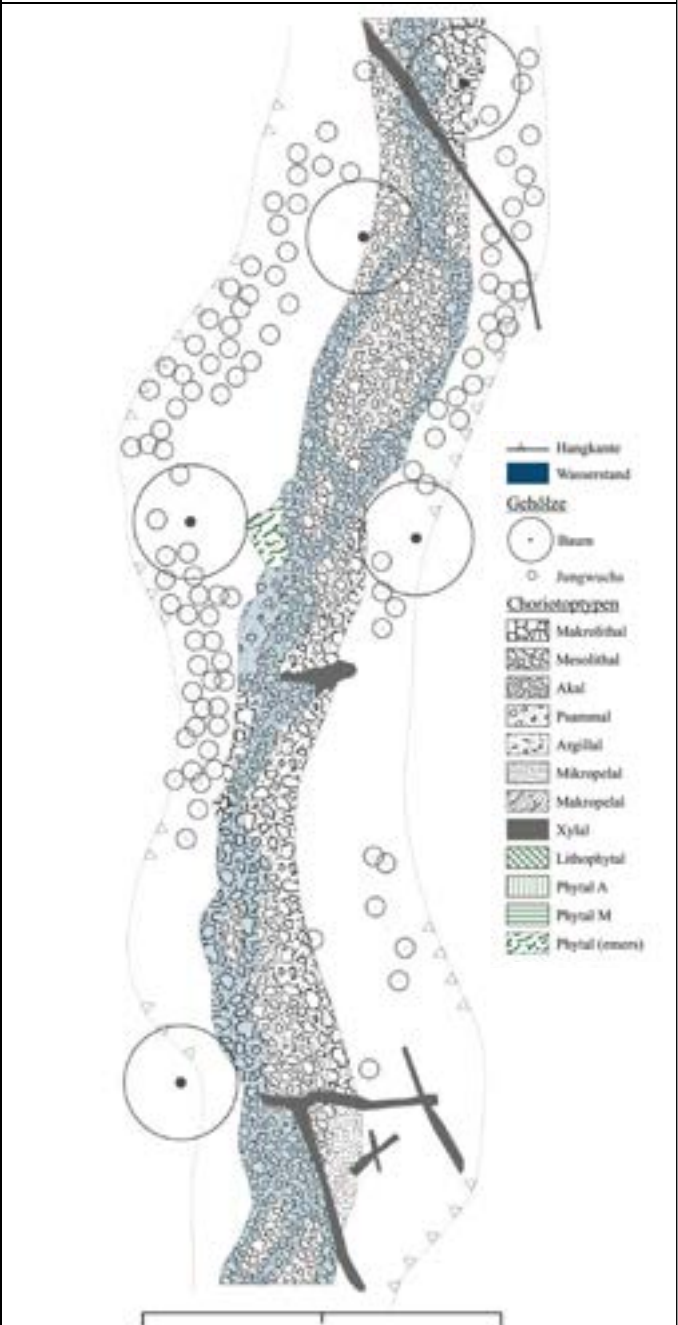 Hangkante
Wasserstand
Gehölze
Baum
Jungwuchs
Choriotoptypen
Makrolithal
Mesolithal
Akal
Psammal
Argillal
Mikropelal
Makropelal
Xylal
Lithophytal
Phytal A
Phytal M
Phytal (emers)